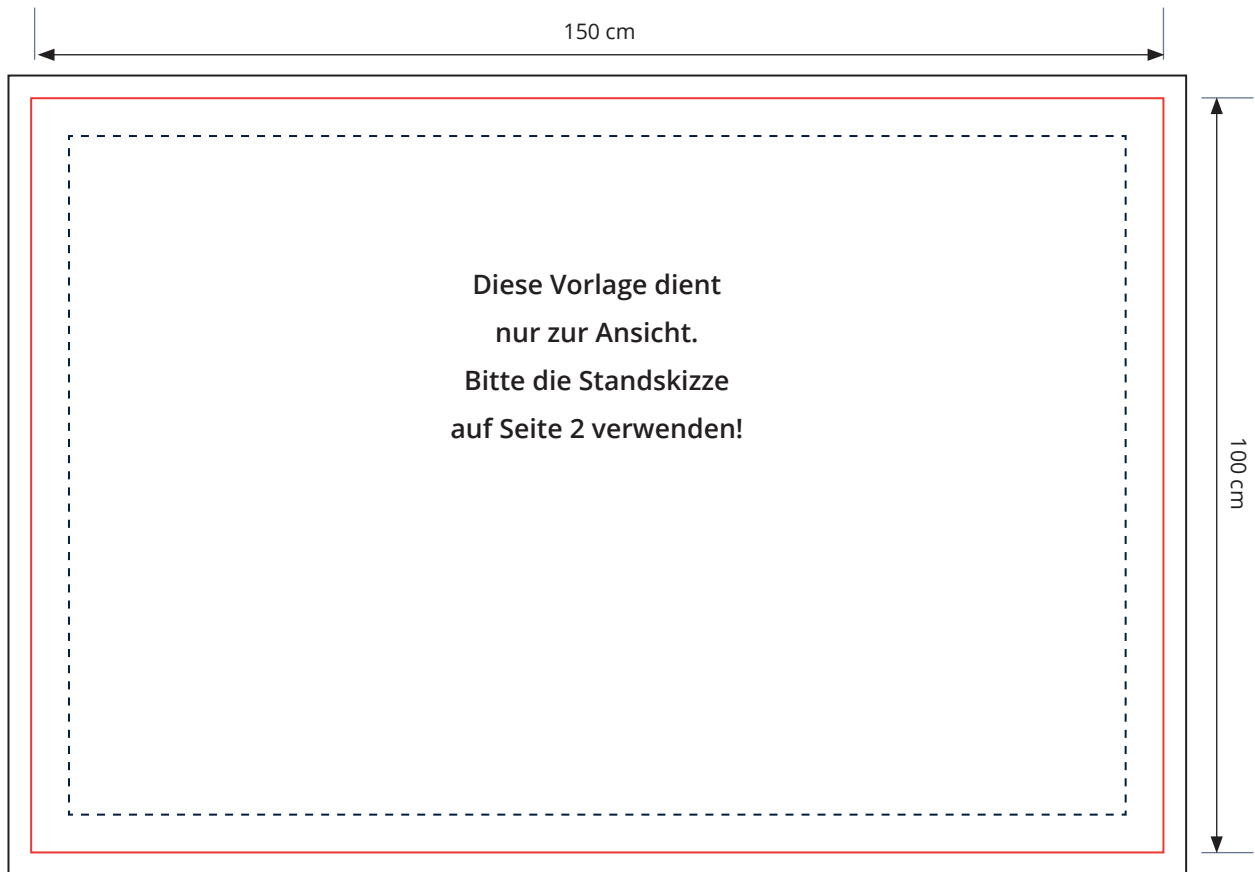 150 cm
Diese Vorlage dient
nur zur Ansicht.
Bitte die Standskizze
auf Seite 2 verwenden!
100 cm